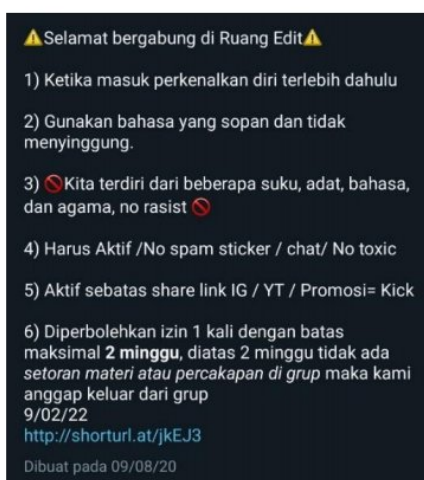 ⚠️Selamat bergabung di Ruang Edit⚠️
1) Ketika masuk perkenalkan diri terlebih dahulu
2) Gunakan bahasa yang sopan dan tidak
menyinggung.
3) 🚫Kita terdiri dari beberapa suku, adat, bahasa,
dan agama, no rasist 🚫
4) Harus Aktif /No spam sticker / chat/ No toxic
5) Aktif sebatas share link IG / YT / Promosi= Kick
6) Diperbolehkan izin 1 kali dengan batas
maksimal 2 minggu, diatas 2 minggu tidak ada
setoran materi atau percakapan di grup maka kami
anggap keluar dari grup
9/02/22
http://shorturl.at/jkEJ3
Dibuat pada 09/08/20